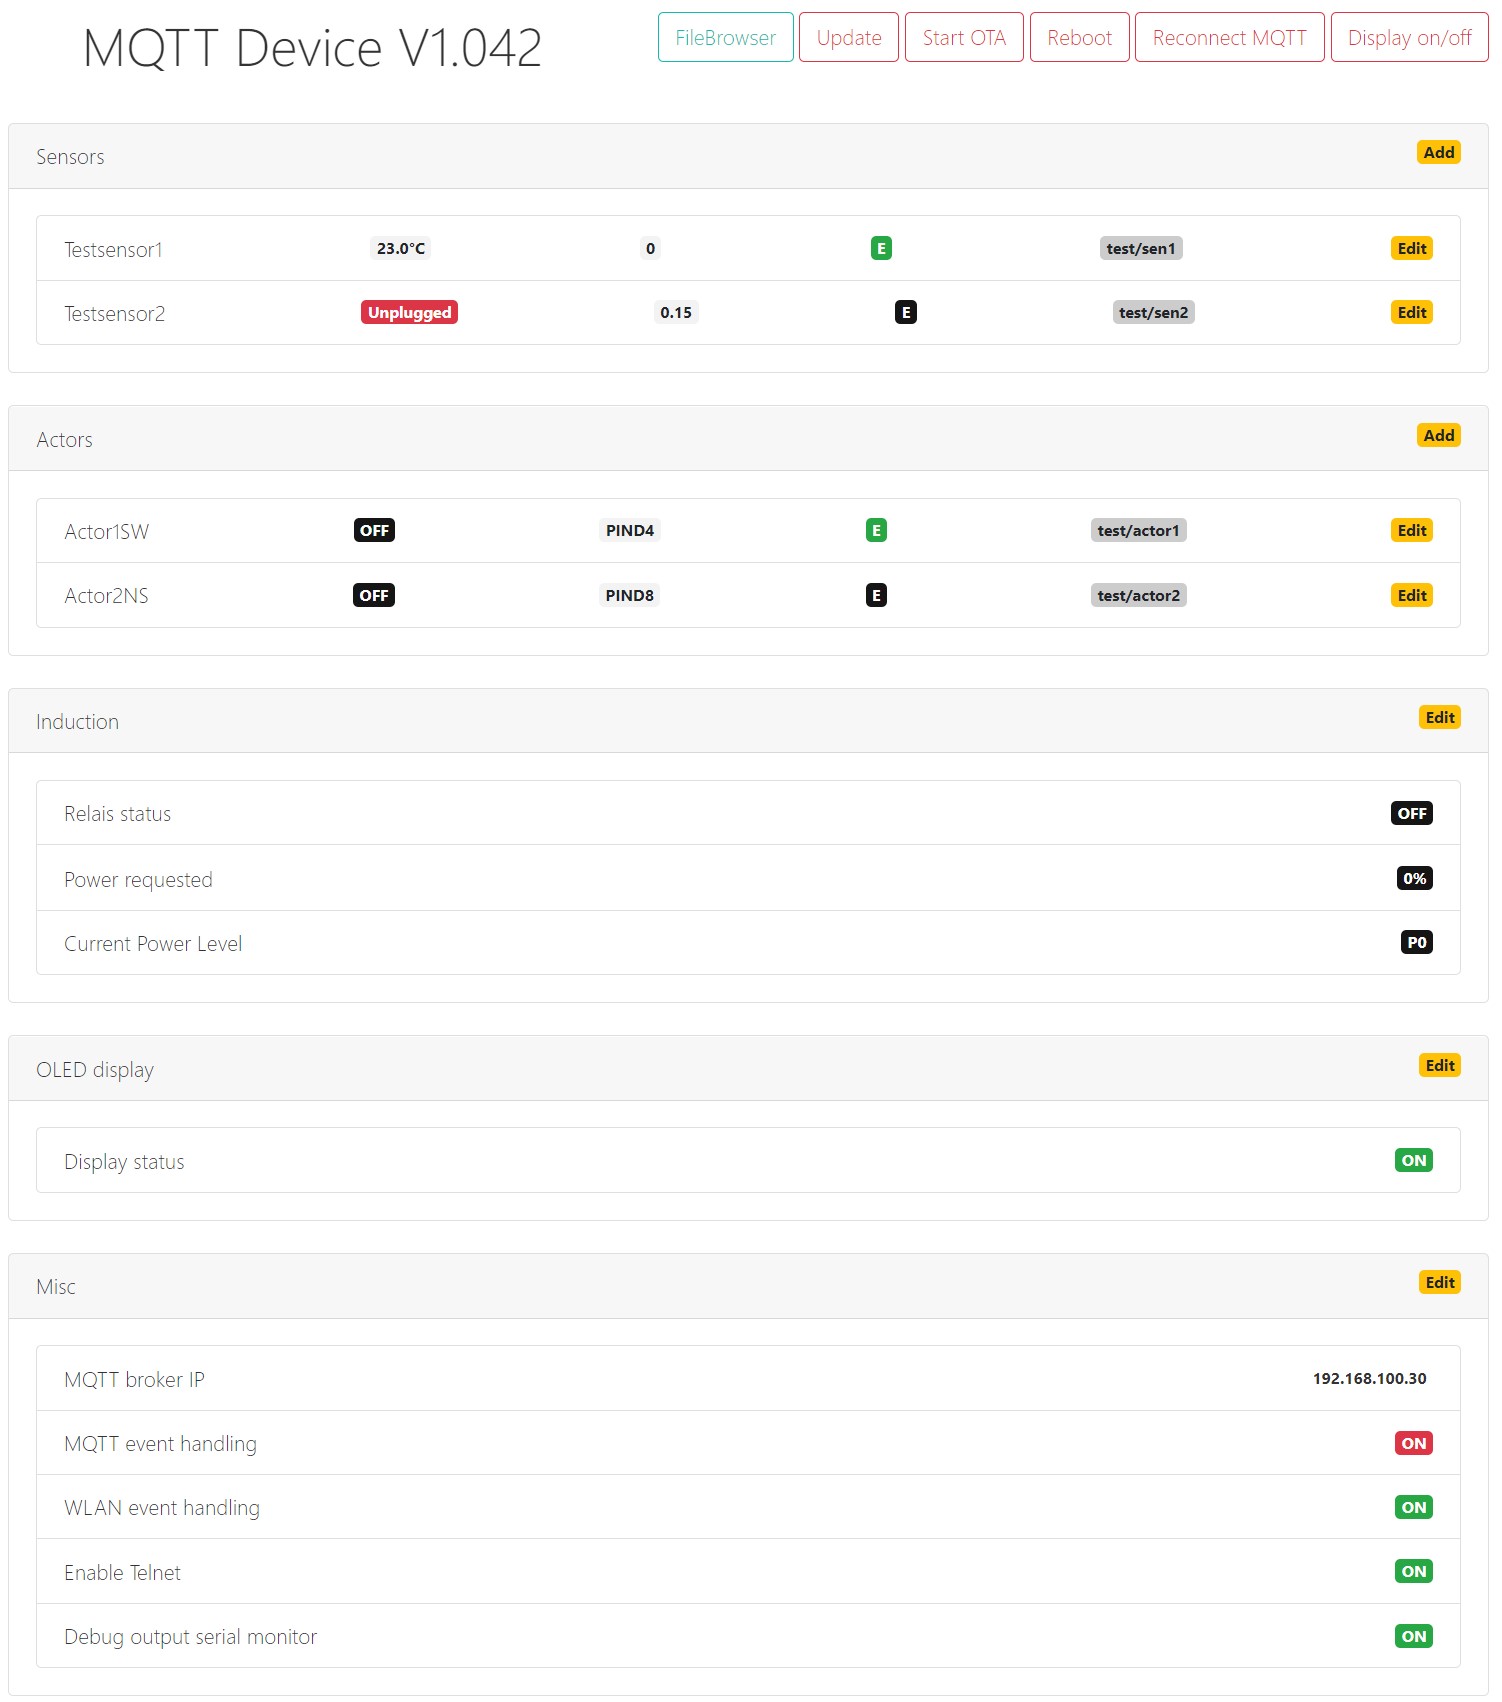 MQTT Device V1.042
FileBrowser Update Start OTA Reboot Reconnect MQTT Display on/off
Sensors Add
Testsensor1 23.0°C 0 E test/sen1 Edit
Testsensor2 Unplugged 0.15 E test/sen2 Edit
Actors Add
Actor1SW OFF PIND4 E test/actor1 Edit
Actor2NS OFF PIND8 E test/actor2 Edit
Induction Edit
Relais status OFF
Power requested 0%
Current Power Level P0
OLED display Edit
Display status ON
Misc Edit
MQTT broker IP 192.168.100.30
MQTT event handling ON
WLAN event handling ON
Enable Telnet ON
Debug output serial monitor ON